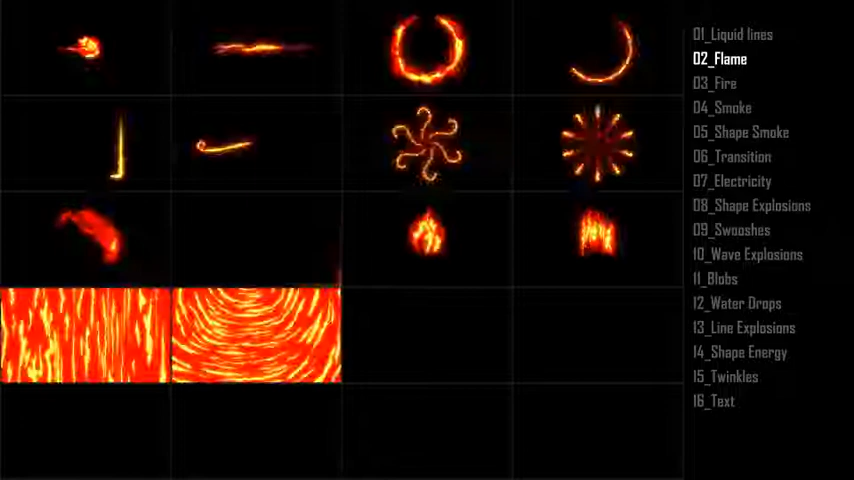 01_Liquid lines
02_Flame
03_Fire
04_Smoke
05_Shape Smoke
06_Transition
07_Electricity
08_Shape Explosions
09_Swooshes
10_Wave Explosions
11_Blobs
12_Water Drops
13_Line Explosions
14_Shape Energy
15_Twinkles
16_Text